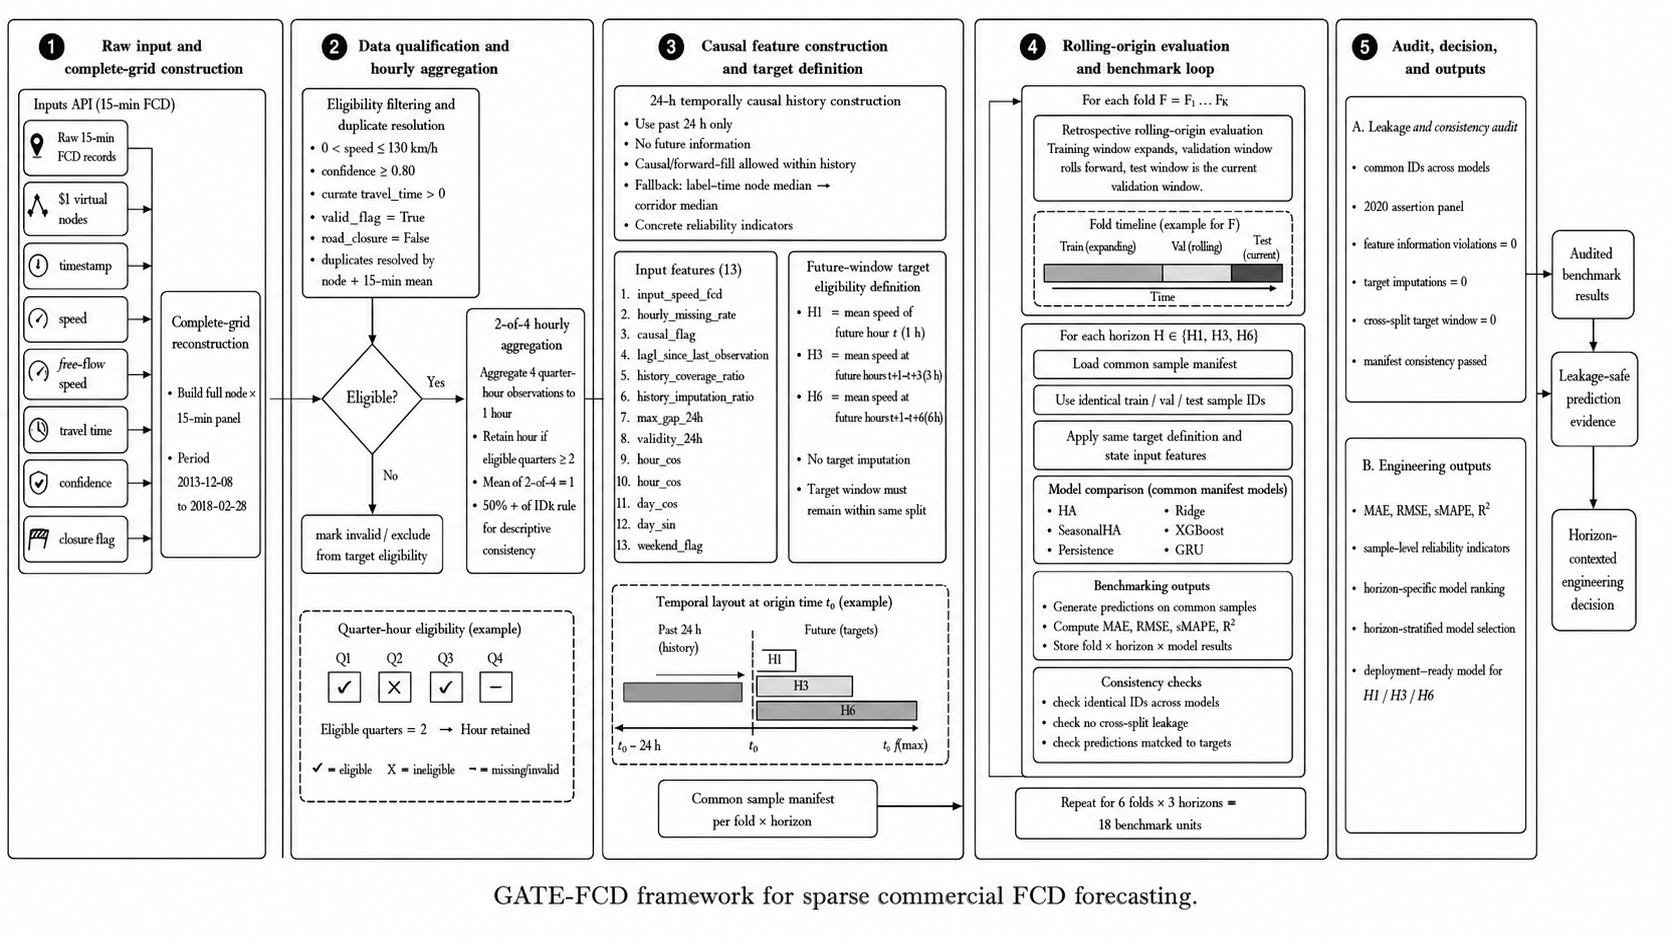 1 Raw input and
complete-grid construction
Inputs API (15-min FCD)
Raw 15-min
FCD records
$1 virtual
nodes
timestamp
speed
free-flow
speed
travel time
confidence
closure flag
Complete-grid
reconstruction
• Build full node ×
15-min panel
• Period
2013-12-08
to 2018-02-28
2 Data qualification and
hourly aggregation
Eligibility filtering and
duplicate resolution
• 0 < speed ≤ 130 km/h
• confidence ≥ 0.80
• curate travel_time > 0
• valid_flag = True
• road_closure = False
• duplicates resolved by
node + 15-min mean
Eligible?
Yes
No
mark invalid / exclude
from target eligibility
2-of-4 hourly
aggregation
Aggregate 4 quarter-
hour observations to
1 hour
• Retain hour if
eligible quarters ≥ 2
• Mean of 2-of-4 = 1
• 50% + of IDk rule
for descriptive
consistency
Quarter-hour eligibility (example)
Q1 Q2 Q3 Q4
✓ X ✓ –
Eligible quarters = 2 → Hour retained
✓ = eligible X = ineligible – = missing/invalid
3 Causal feature construction
and target definition
24-h temporally causal history construction
• Use past 24 h only
• No future information
• Causal/forward-fill allowed within history
• Fallback: label-time node median →
corridor median
• Concrete reliability indicators
Input features (13)
1. input_speed_fcd
2. hourly_missing_rate
3. causal_flag
4. lag1_since_last_observation
5. history_coverage_ratio
6. history_imputation_ratio
7. max_gap_24h
8. validity_24h
9. hour_cos
10. hour_cos
11. day_cos
12. day_sin
13. weekend_flag
Future-window target
eligibility definition
• H1 = mean speed of
future hour t (1 h)
• H3 = mean speed at
future hours t+1–t+3(3 h)
• H6 = mean speed at
future hours t+1–t+6(6h)
• No target imputation
• Target window must
remain within same split
Temporal layout at origin time t₀ (example)
Past 24 h
(history)
Future (targets)
H1
H3
H6
t₀ – 24 h t₀ t₀ f(max)
Common sample manifest
per fold × horizon
4 Rolling-origin evaluation
and benchmark loop
For each fold F = F₁ … Fκ
Retrospective rolling-origin evaluation
Training window expands, validation window
rolls forward, test window is the current
validation window.
Fold timeline (example for F)
Train (expanding) Val (rolling) Test
(current)
Time
For each horizon H ∈ {H1, H3, H6}
Load common sample manifest
Use identical train / val / test sample IDs
Apply same target definition and
state input features
Model comparison (common manifest models)
• HA • Ridge
• SeasonalHA • XGBoost
• Persistence • GRU
Benchmarking outputs
• Generate predictions on common samples
• Compute MAE, RMSE, sMAPE, R²
• Store fold × horizon × model results
Consistency checks
• check identical IDs across models
• check no cross-split leakage
• check predictions matcked to targets
Repeat for 6 folds × 3 horizons =
18 benchmark units
5 Audit, decision,
and outputs
A. Leakage and consistency audit
• common IDs across models
• 2020 assertion panel
• feature information violations = 0
• target imputations = 0
• cross-split target window = 0
• manifest consistency passed
B. Engineering outputs
• MAE, RMSE, sMAPE, R²
• sample-level reliability indicators
• horizon-specific model ranking
• horizon-stratified model selection
• deployment–ready model for
H1 / H3 / H6
Audited
benchmark
results
Leakage-safe
prediction
evidence
Horizon-
contexted
engineering
decision
GATE-FCD framework for sparse commercial FCD forecasting.